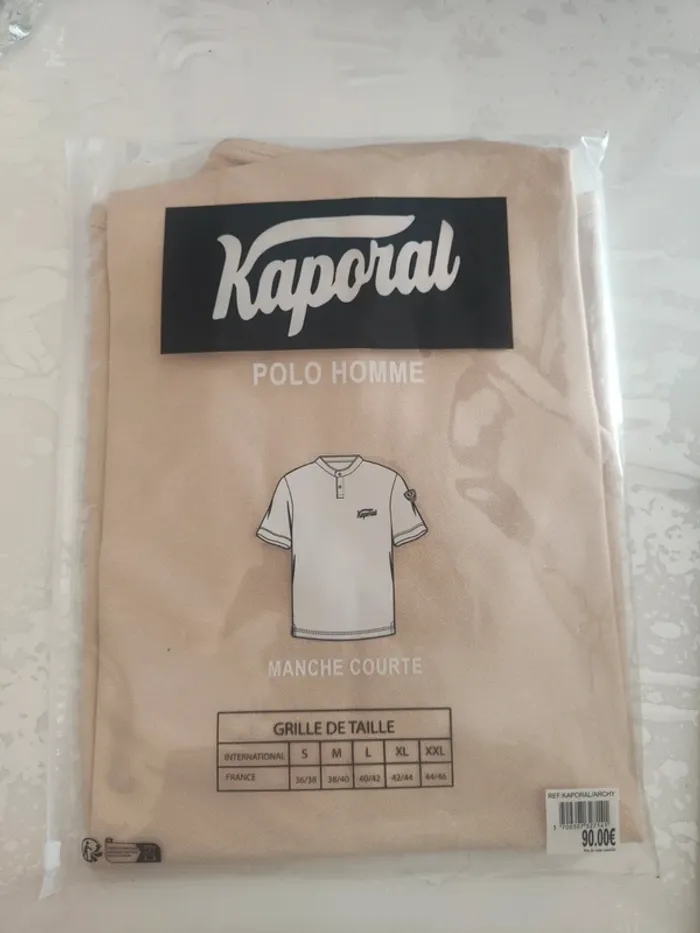 Kaporal
POLO HOMME
Kaporal
MANCHE COURTE
GRILLE DE TAILLE
INTERNATIONAL S M L XL XXL
FRANCE 36/38 38/40 40/42 42/44 44/46
REF:KAPORAL/ARCHY
90.00€